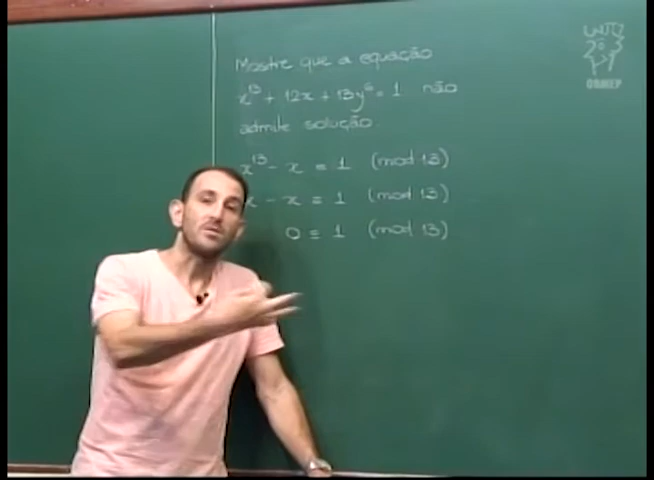 Mostre que a equação
x¹³ + 12x + 13y⁶ = 1 não
admite solução.
x¹³ - x ≡ 1 (mod 13)
x - x ≡ 1 (mod 13)
0 ≡ 1 (mod 13)
OBMEP